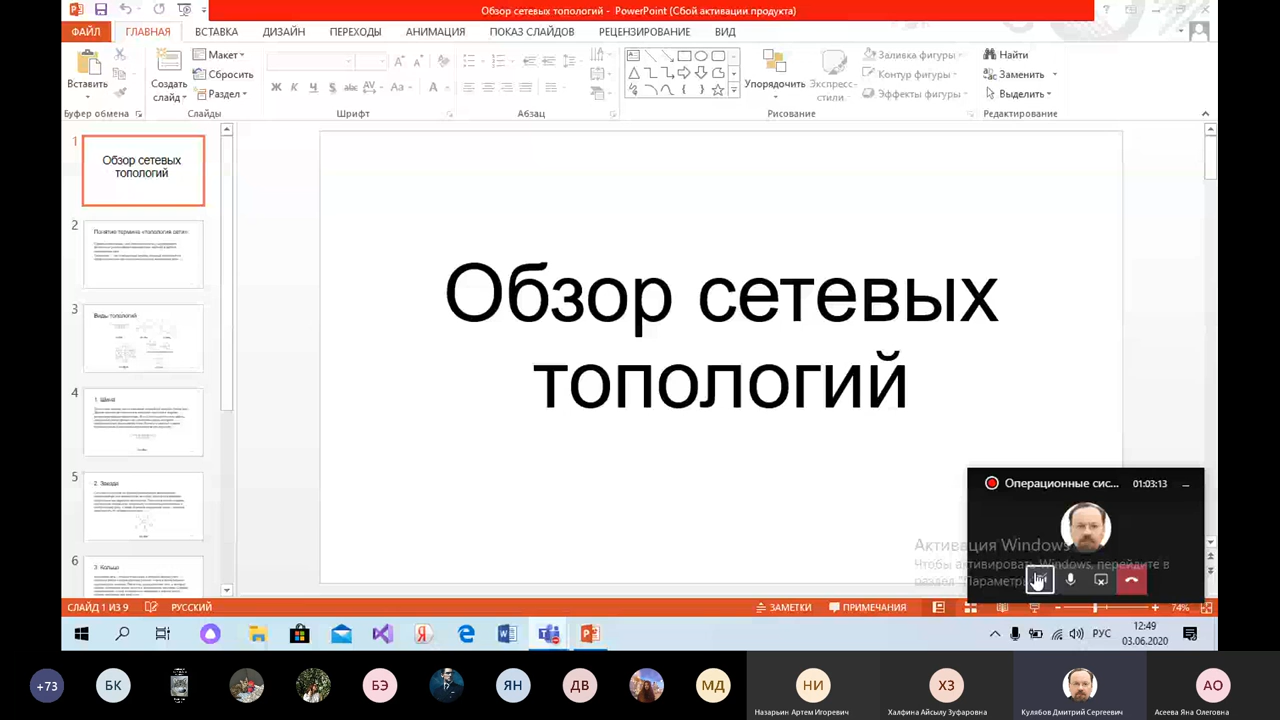 Обзор сетевых топологий - PowerPoint (Сбой активации продукта)
ФАЙЛ ГЛАВНАЯ ВСТАВКА ДИЗАЙН ПЕРЕХОДЫ АНИМАЦИЯ ПОКАЗ СЛАЙДОВ РЕЦЕНЗИРОВАНИЕ ВИД
Вставить
Буфер обмена
Создать слайд
Макет
Сбросить
Раздел
Слайды
Ж К Ч S abc AV Aa A
Шрифт
Абзац
Упорядочить
Экспресс-стили
Заливка фигуры
Контур фигуры
Эффекты фигуры
Рисование
Найти
Заменить
Выделить
Редактирование
1
Обзор сетевых
топологий
2
Понятие термина «топология сети»
3
Виды топологий
4
1. Шина
5
2. Звезда
6
3. Кольцо
Обзор сетевых
топологий
Операционные сис... 01:03:13
Активация Windows
Чтобы активировать Windows, перейдите в
раздел "Парамет
СЛАЙД 1 ИЗ 9 РУССКИЙ ЗАМЕТКИ ПРИМЕЧАНИЯ 74%
РУС
12:49
03.06.2020
+73 БК БЭ ЯН ДВ МД НИ ХЗ АО
Назарьин Артем Игоревич Халфина Айсылу Зуфаровна Кулябов Дмитрий Сергеевич Асеева Яна Олеговна